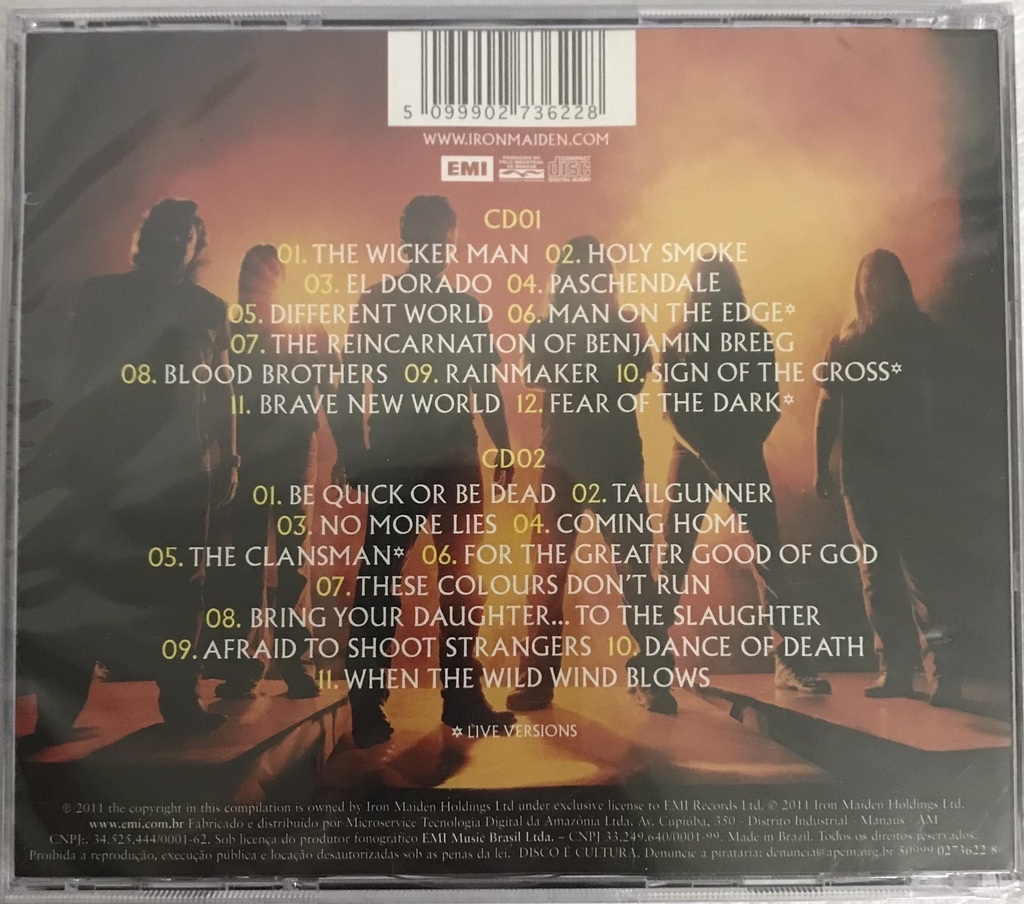 5 099902 736228
WWW.IRONMAIDEN.COM
EMI PRODUZIDO NO PÓLO INDUSTRIAL DE MANAUS COMPACT disc DIGITAL AUDIO
CD01
01. THE WICKER MAN 02. HOLY SMOKE
03. EL DORADO 04. PASCHENDALE
05. DIFFERENT WORLD 06. MAN ON THE EDGE✡
07. THE REINCARNATION OF BENJAMIN BREEG
08. BLOOD BROTHERS 09. RAINMAKER 10. SIGN OF THE CROSS✡
11. BRAVE NEW WORLD 12. FEAR OF THE DARK✡
CD02
01. BE QUICK OR BE DEAD 02. TAILGUNNER
03. NO MORE LIES 04. COMING HOME
05. THE CLANSMAN✡ 06. FOR THE GREATER GOOD OF GOD
07. THESE COLOURS DON'T RUN
08. BRING YOUR DAUGHTER... TO THE SLAUGHTER
09. AFRAID TO SHOOT STRANGERS 10. DANCE OF DEATH
11. WHEN THE WILD WIND BLOWS
✡ LIVE VERSIONS
℗ 2011 the copyright in this compilation is owned by Iron Maiden Holdings Ltd under exclusive license to EMI Records Ltd. © 2011 Iron Maiden Holdings Ltd.
www.emi.com.br Fabricado e distribuído por Microservice Tecnologia Digital da Amazônia Ltda, Av. Cupiúba, 350 - Distrito Industrial - Manaus - AM
CNPJ: 34.525.444/0001-62. Sob licença do produtor fonográfico EMI Music Brasil Ltda. – CNPJ 33.249.640/0001-99. Made in Brazil. Todos os direitos reservados.
Proibida a reprodução, execução pública e locação desautorizadas sob as penas da lei. DISCO É CULTURA. Denuncie a pirataria: denuncia@apcm.org.br 50999 0273622 8